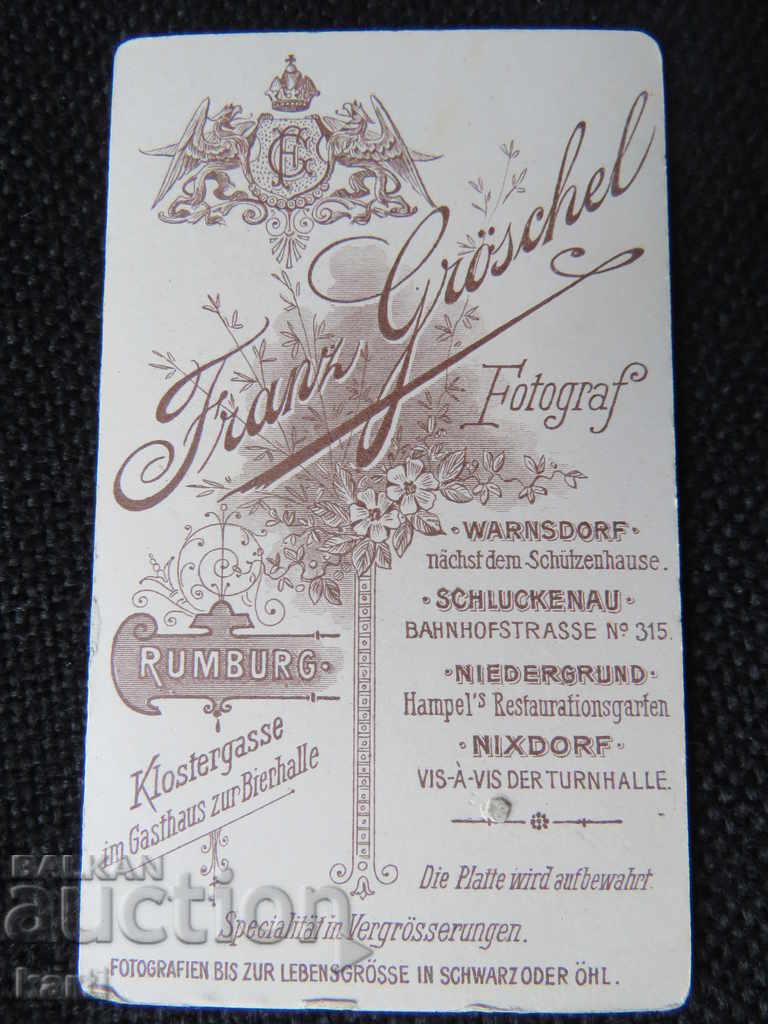 FG
Franz Gröschel
Fotograf
WARNSDORF
nächst dem Schützenhause.
SCHLUCKENAU
BAHNHOFSTRASSE Nº 315.
NIEDERGRUND
Hampel's Restaurationsgarten
NIXDORF
VIS-À-VIS DER TURNHALLE.
RUMBURG
Klostergasse
im Gasthaus zur Bierhalle
Die Platte wird aufbewahrt.
Specialität in Vergrösserungen.
FOTOGRAFIEN BIS ZUR LEBENSGRÖSSE IN SCHWARZ ODER ÖHL.
BALKAN
auction
kartl